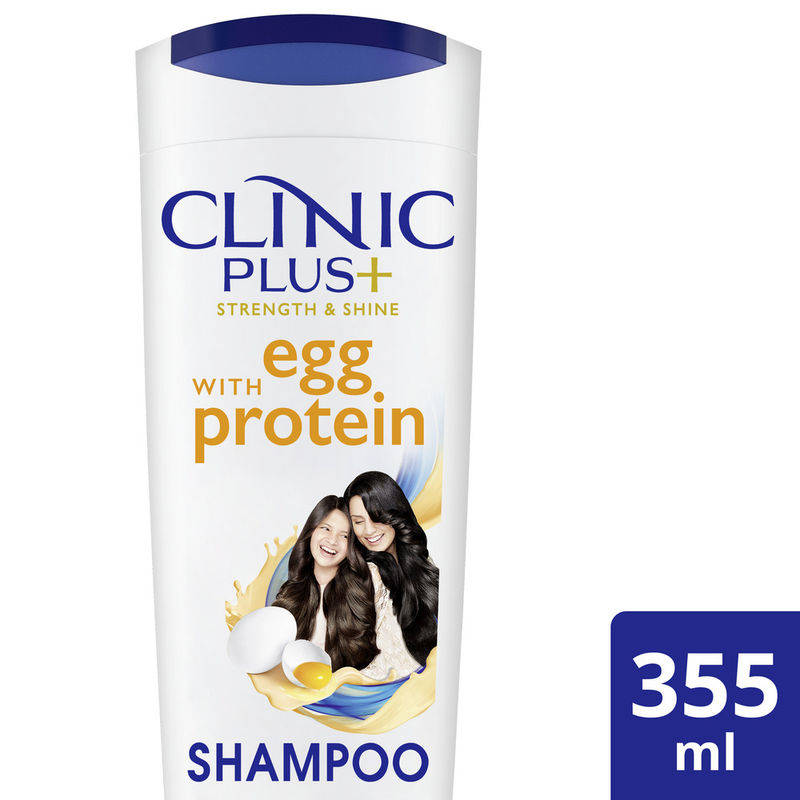 CLINIC
PLUS+
STRENGTH & SHINE
WITH egg
protein
SHAMPOO
355
ml